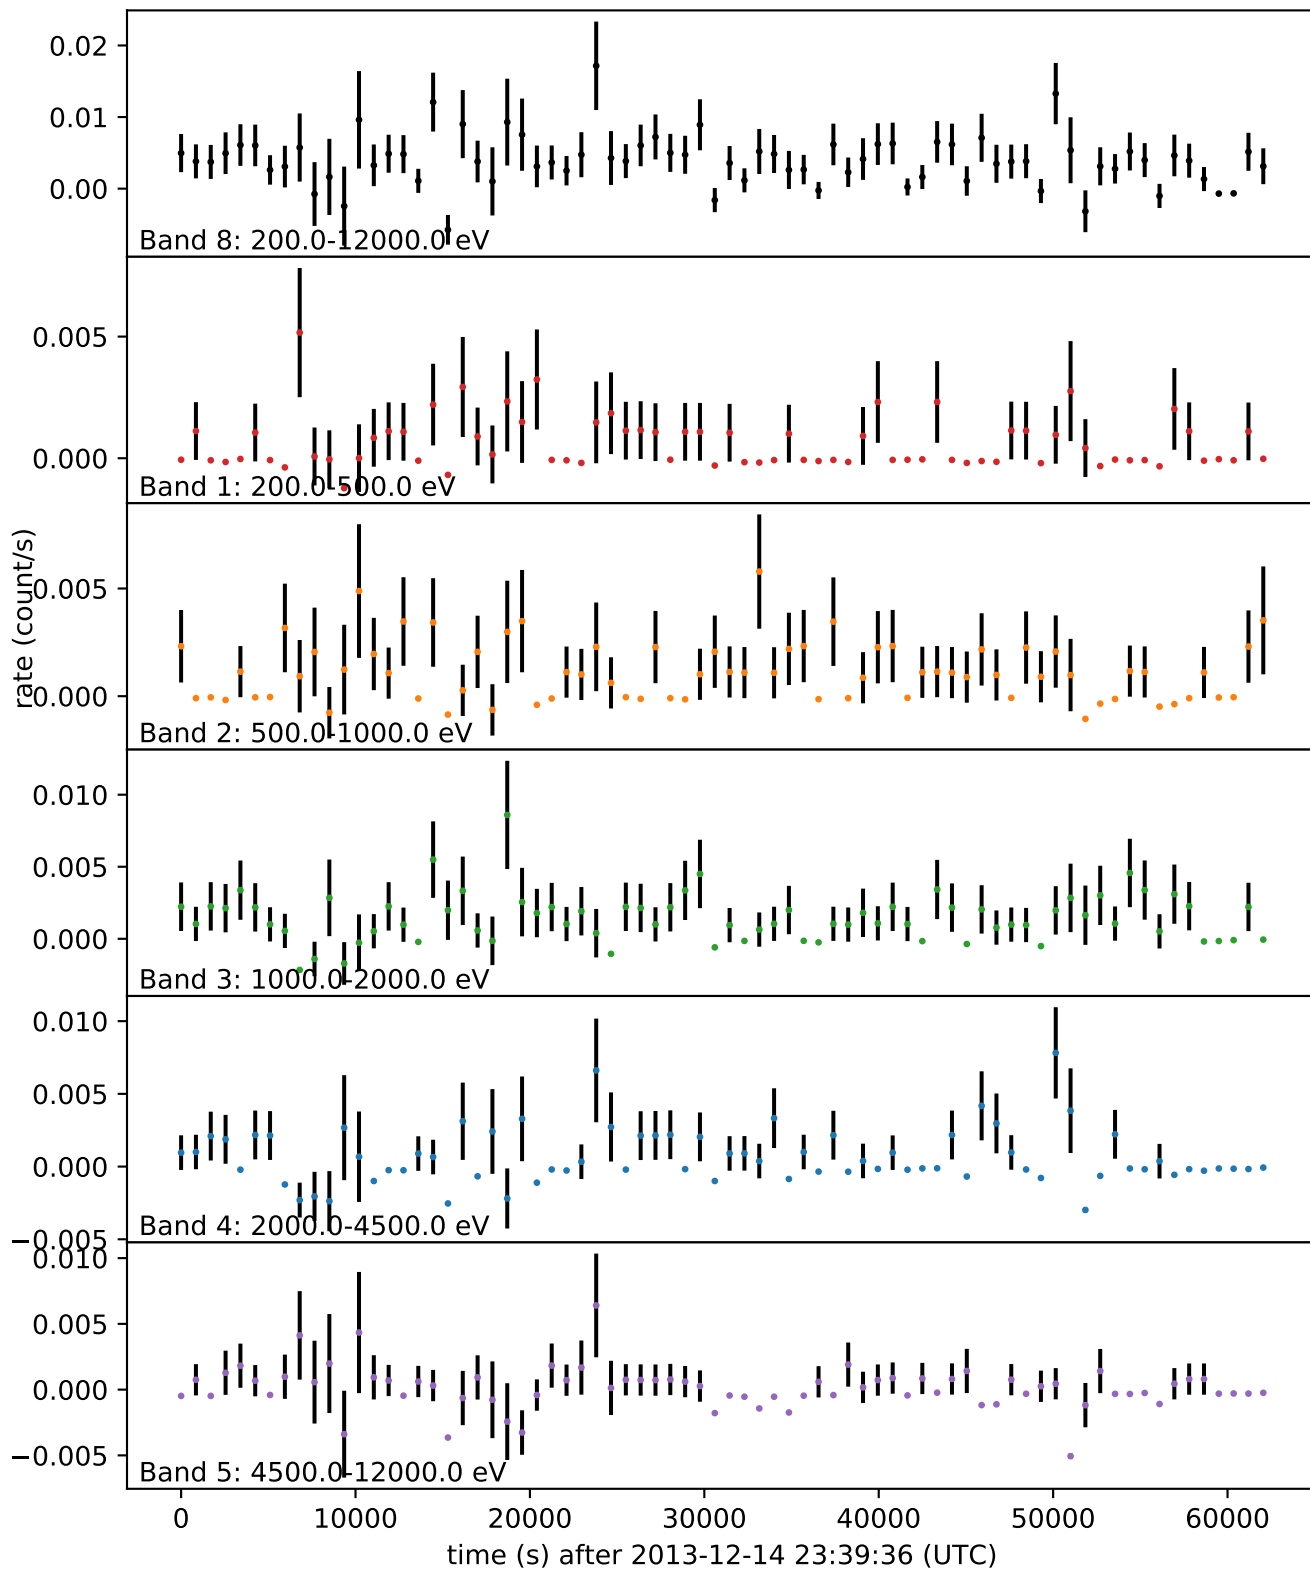 0.02
0.01
0.00
Band 8: 200.0-12000.0 eV
0.005
0.000
Band 1: 200.0-500.0 eV
rate (count/s)
0.005
0.000
Band 2: 500.0-1000.0 eV
0.010
0.005
0.000
Band 3: 1000.0-2000.0 eV
0.010
0.005
0.000
−0.005
Band 4: 2000.0-4500.0 eV
0.010
0.005
0.000
−0.005
Band 5: 4500.0-12000.0 eV
0 10000 20000 30000 40000 50000 60000
time (s) after 2013-12-14 23:39:36 (UTC)